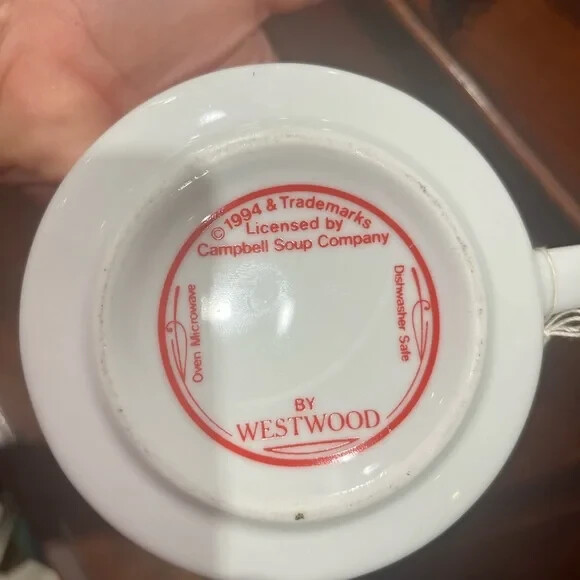 © 1994 & Trademarks
Licensed by
Campbell Soup Company
Oven Microwave
Dishwasher Safe
BY
WESTWOOD